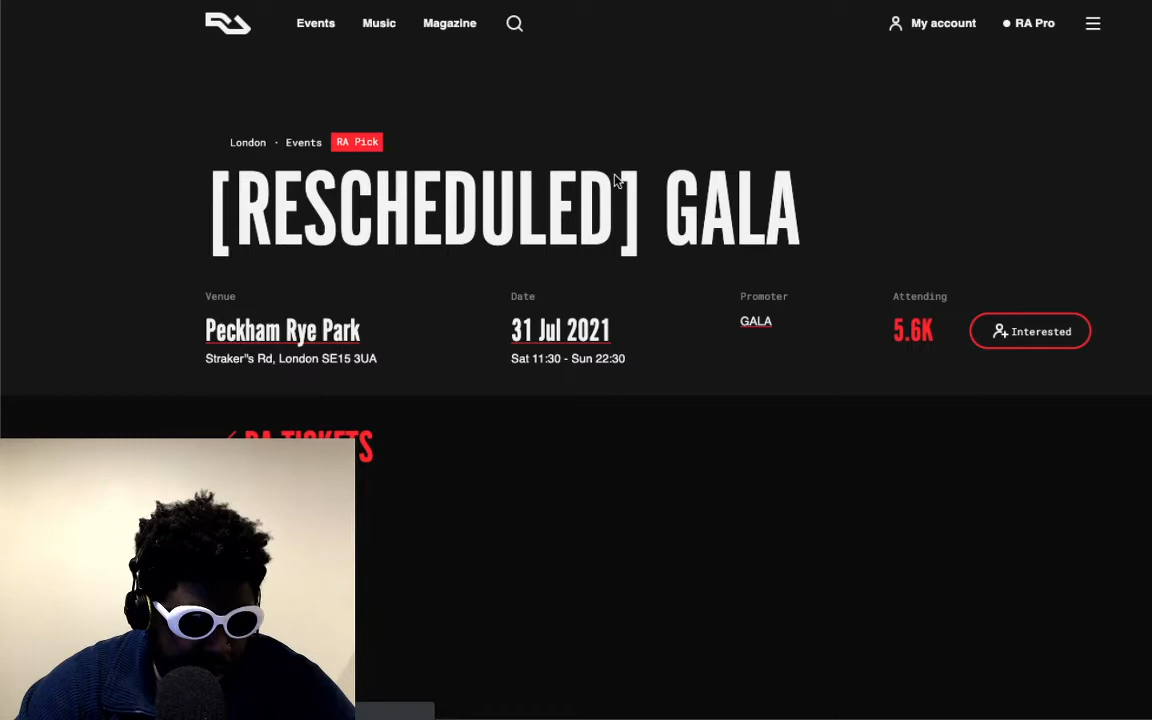 Events Music Magazine My account RA Pro
London · Events RA Pick
[RESCHEDULED] GALA
Venue Date Promoter Attending
Peckham Rye Park 31 Jul 2021 GALA 5.6K Interested
Straker"s Rd, London SE15 3UA Sat 11:30 - Sun 22:30
RA TICKETS